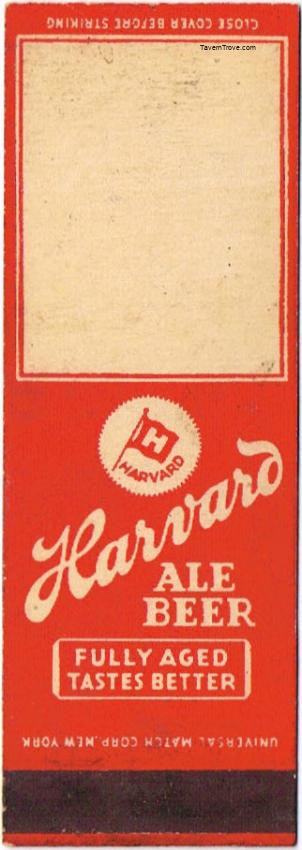 CLOSE COVER BEFORE STRIKING
TavernTrove.com
H
HARVARD
Harvard
ALE
BEER
FULLY AGED
TASTES BETTER
UNIVERSAL MATCH CORP. NEW YORK